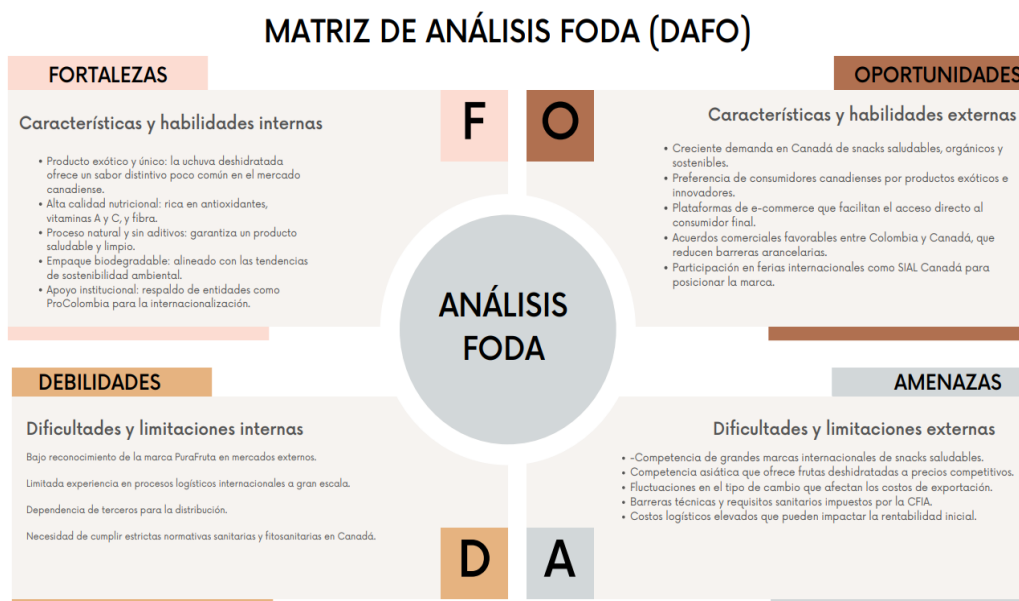 MATRIZ DE ANÁLISIS FODA (DAFO)
FORTALEZAS
F
Características y habilidades internas
• Producto exótico y único: la uchuva deshidratada
ofrece un sabor distintivo poco común en el mercado
canadiense.
• Alta calidad nutricional: rica en antioxidantes,
vitaminas A y C, y fibra.
• Proceso natural y sin aditivos: garantiza un producto
saludable y limpio.
• Empaque biodegradable: alineado con las tendencias
de sostenibilidad ambiental.
• Apoyo institucional: respaldo de entidades como
ProColombia para la internacionalización.
OPORTUNIDADES
O
Características y habilidades externas
• Creciente demanda en Canadá de snacks saludables, orgánicos y
sostenibles.
• Preferencia de consumidores canadienses por productos exóticos e
innovadores.
• Plataformas de e-commerce que facilitan el acceso directo al
consumidor final.
• Acuerdos comerciales favorables entre Colombia y Canadá, que
reducen barreras arancelarias.
• Participación en ferias internacionales como SIAL Canadá para
posicionar la marca.
ANÁLISIS
FODA
DEBILIDADES
Dificultades y limitaciones internas
Bajo reconocimiento de la marca PuraFruta en mercados externos.
Limitada experiencia en procesos logísticos internacionales a gran escala.
Dependencia de terceros para la distribución.
Necesidad de cumplir estrictas normativas sanitarias y fitosanitarias en Canadá.
D
AMENAZAS
Dificultades y limitaciones externas
• -Competencia de grandes marcas internacionales de snacks saludables.
• Competencia asiática que ofrece frutas deshidratadas a precios competitivos.
• Fluctuaciones en el tipo de cambio que afectan los costos de exportación.
• Barreras técnicas y requisitos sanitarios impuestos por la CFIA.
• Costos logísticos elevados que pueden impactar la rentabilidad inicial.
A